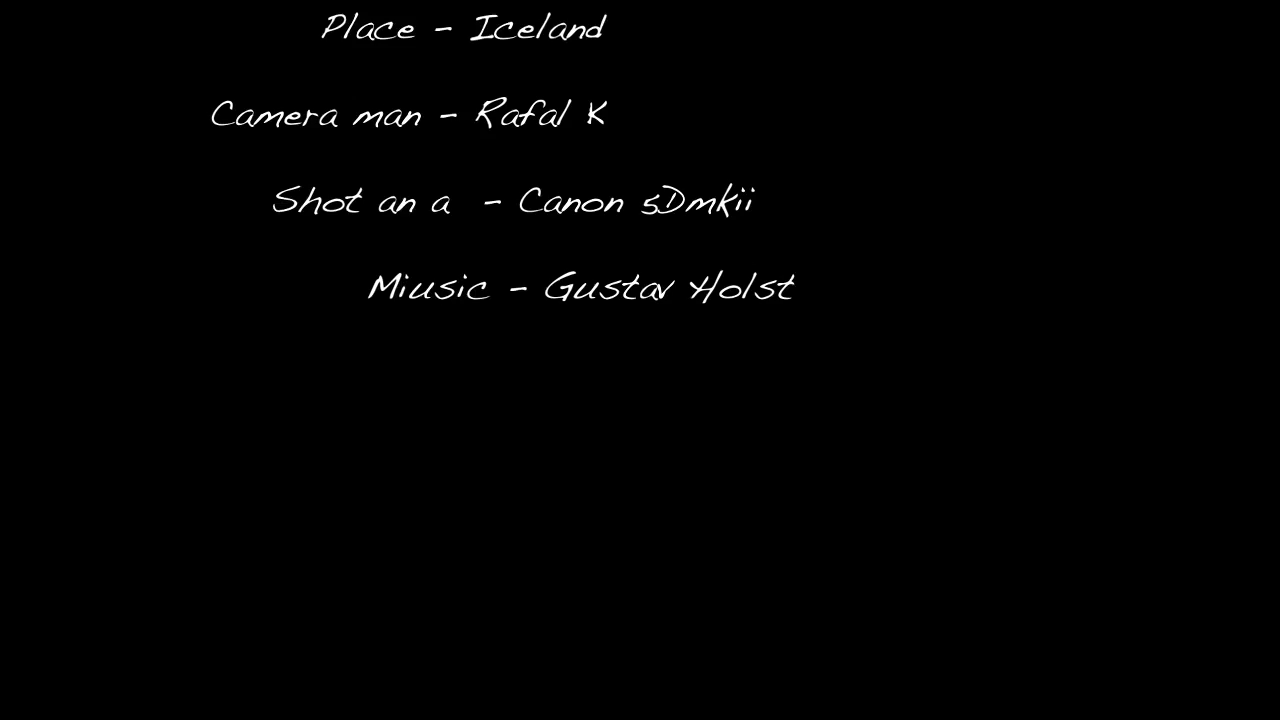 Place - Iceland
Camera man - Rafal K
Shot an a - Canon 5Dmkii
Miusic - Gustav Holst